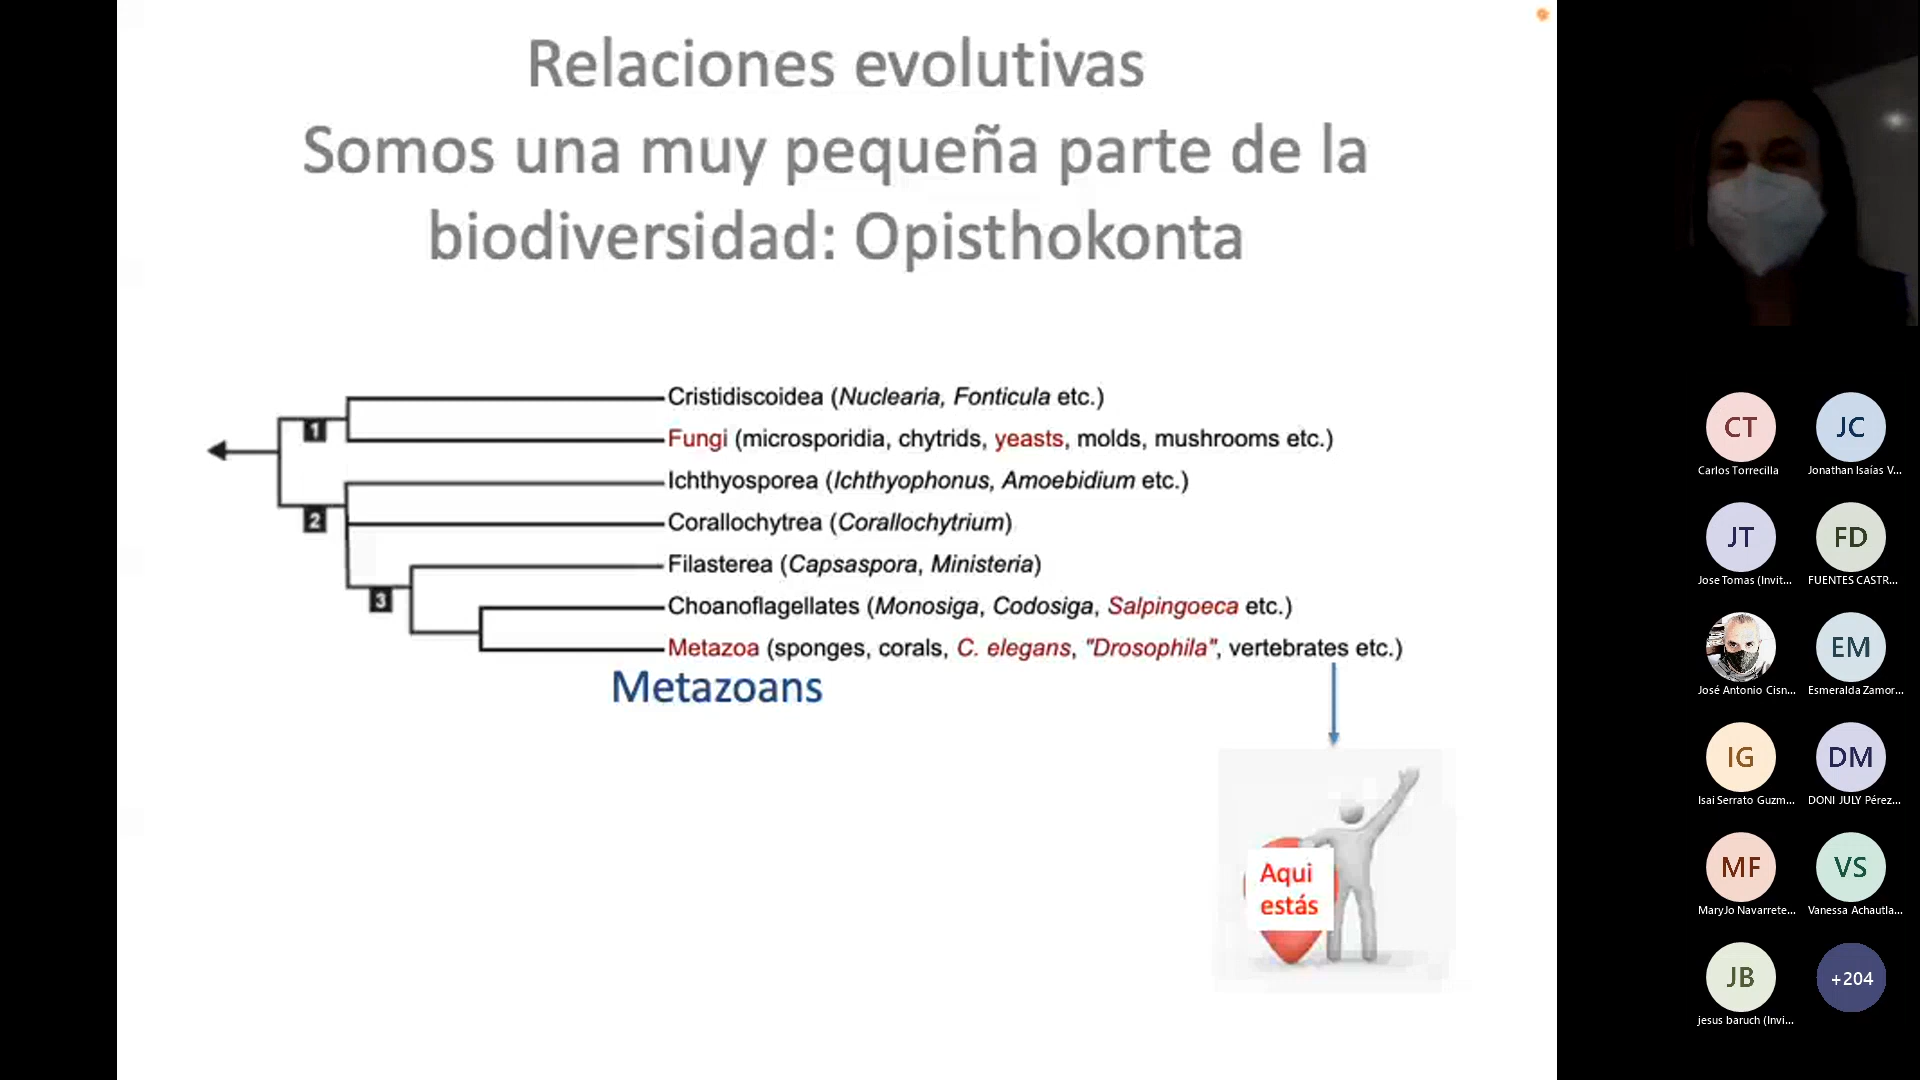 Relaciones evolutivas
Somos una muy pequeña parte de la
biodiversidad: Opisthokonta
1
2
3
Cristidiscoidea (Nuclearia, Fonticula etc.)
Fungi (microsporidia, chytrids, yeasts, molds, mushrooms etc.)
Ichthyosporea (Ichthyophonus, Amoebidium etc.)
Corallochytrea (Corallochytrium)
Filasterea (Capsaspora, Ministeria)
Choanoflagellates (Monosiga, Codosiga, Salpingoeca etc.)
Metazoa (sponges, corals, C. elegans, "Drosophila", vertebrates etc.)
Metazoans
Aqui
estás
CT
Carlos Torrecilla
JC
Jonathan Isaías V...
JT
Jose Tomas (Invit...
FD
FUENTES CASTR...
José Antonio Cisn...
EM
Esmeralda Zamor...
IG
Isai Serrato Guzm...
DM
DONI JULY Pérez...
MF
MaryJo Navarrete...
VS
Vanessa Achautla...
JB
jesus baruch (Invi...
+204